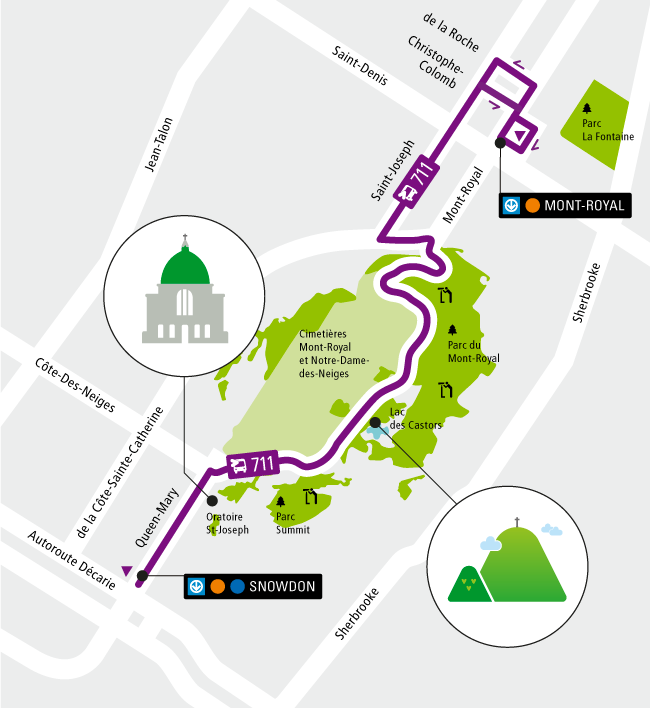 de la Roche
Christophe-
Colomb
Saint-Denis
Parc
La Fontaine
Jean-Talon
Saint-Joseph
711
Mont-Royal
MONT-ROYAL
Sherbrooke
Cimetières
Mont-Royal
et Notre-Dame-
des-Neiges
Parc du
Mont-Royal
Côte-Des-Neiges
Lac
des Castors
de la Côte-Sainte-Catherine
711
Queen-Mary
Oratoire
St-Joseph
Parc
Summit
Autoroute Décarie
SNOWDON
Sherbrooke